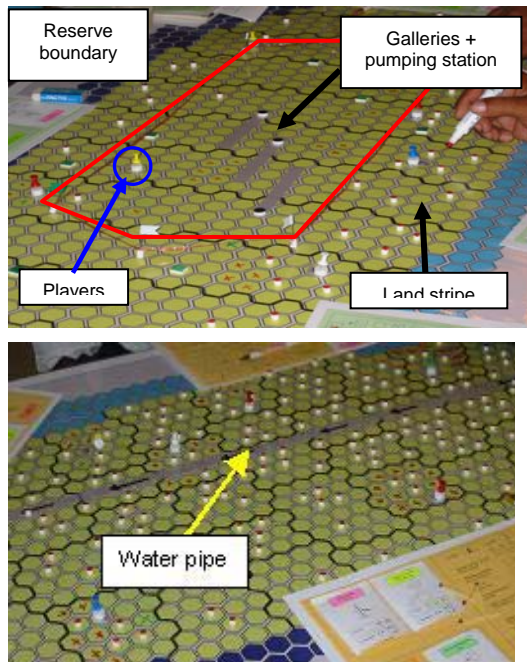 Reserve
boundary
Galleries +
pumping station
Players
Land stripe
Water pipe